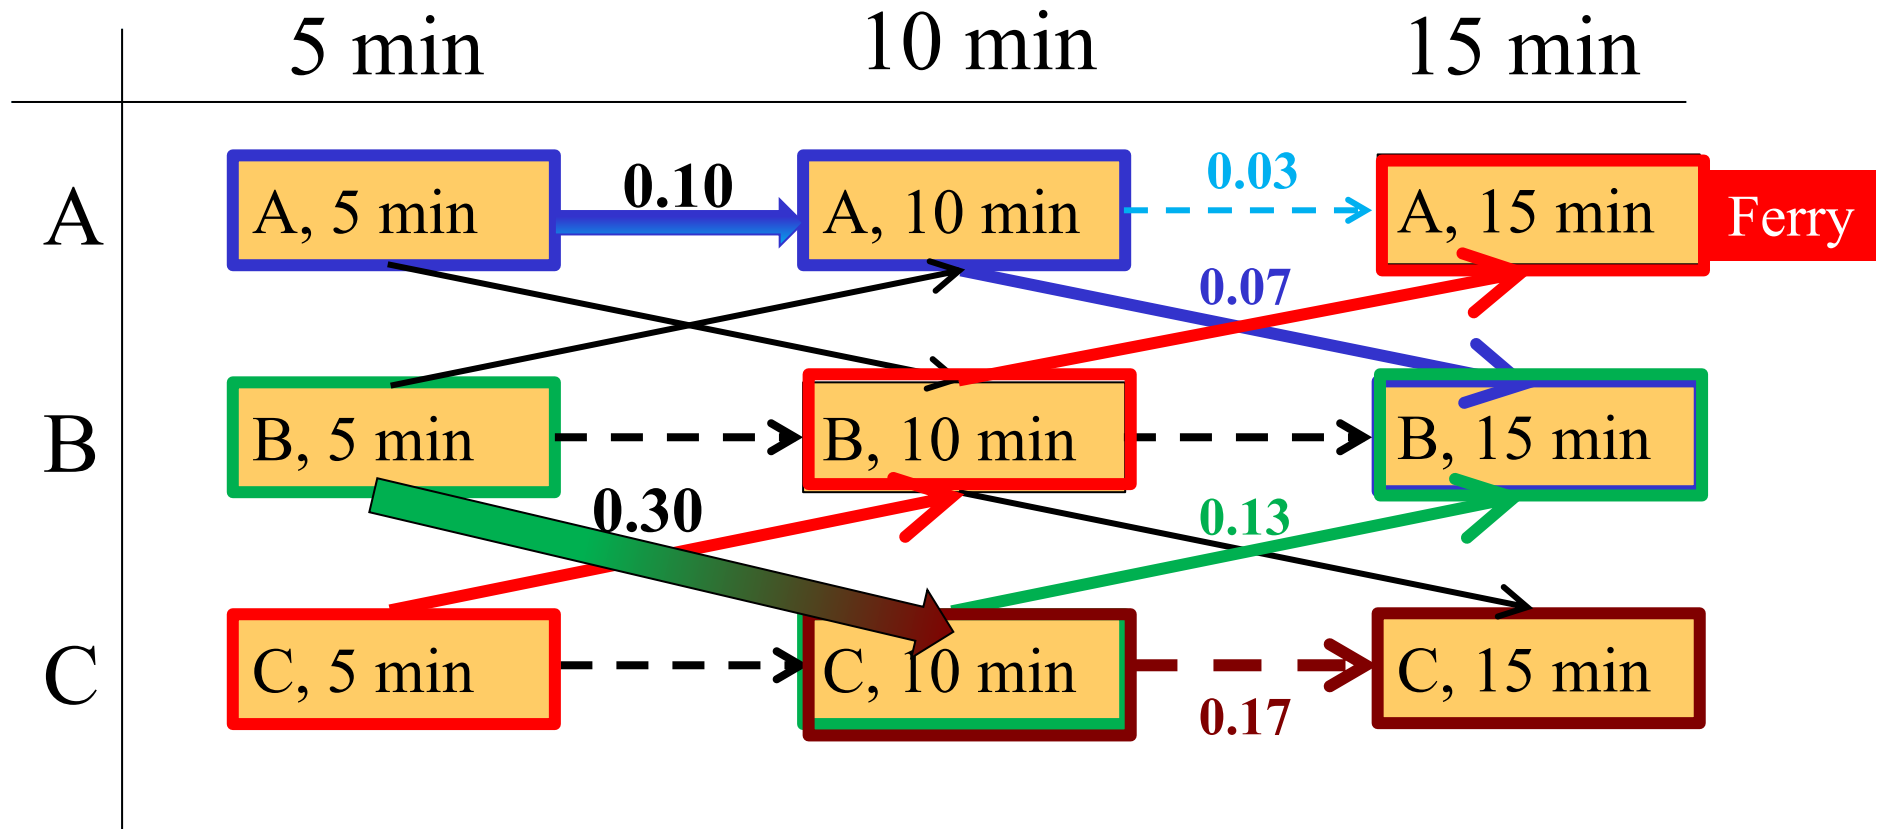 5 min 10 min 15 min
A
A, 5 min 0.10 A, 10 min 0.03 A, 15 min Ferry
0.07
B
B, 5 min B, 10 min B, 15 min
0.30 0.13
C
C, 5 min C, 10 min C, 15 min
0.17